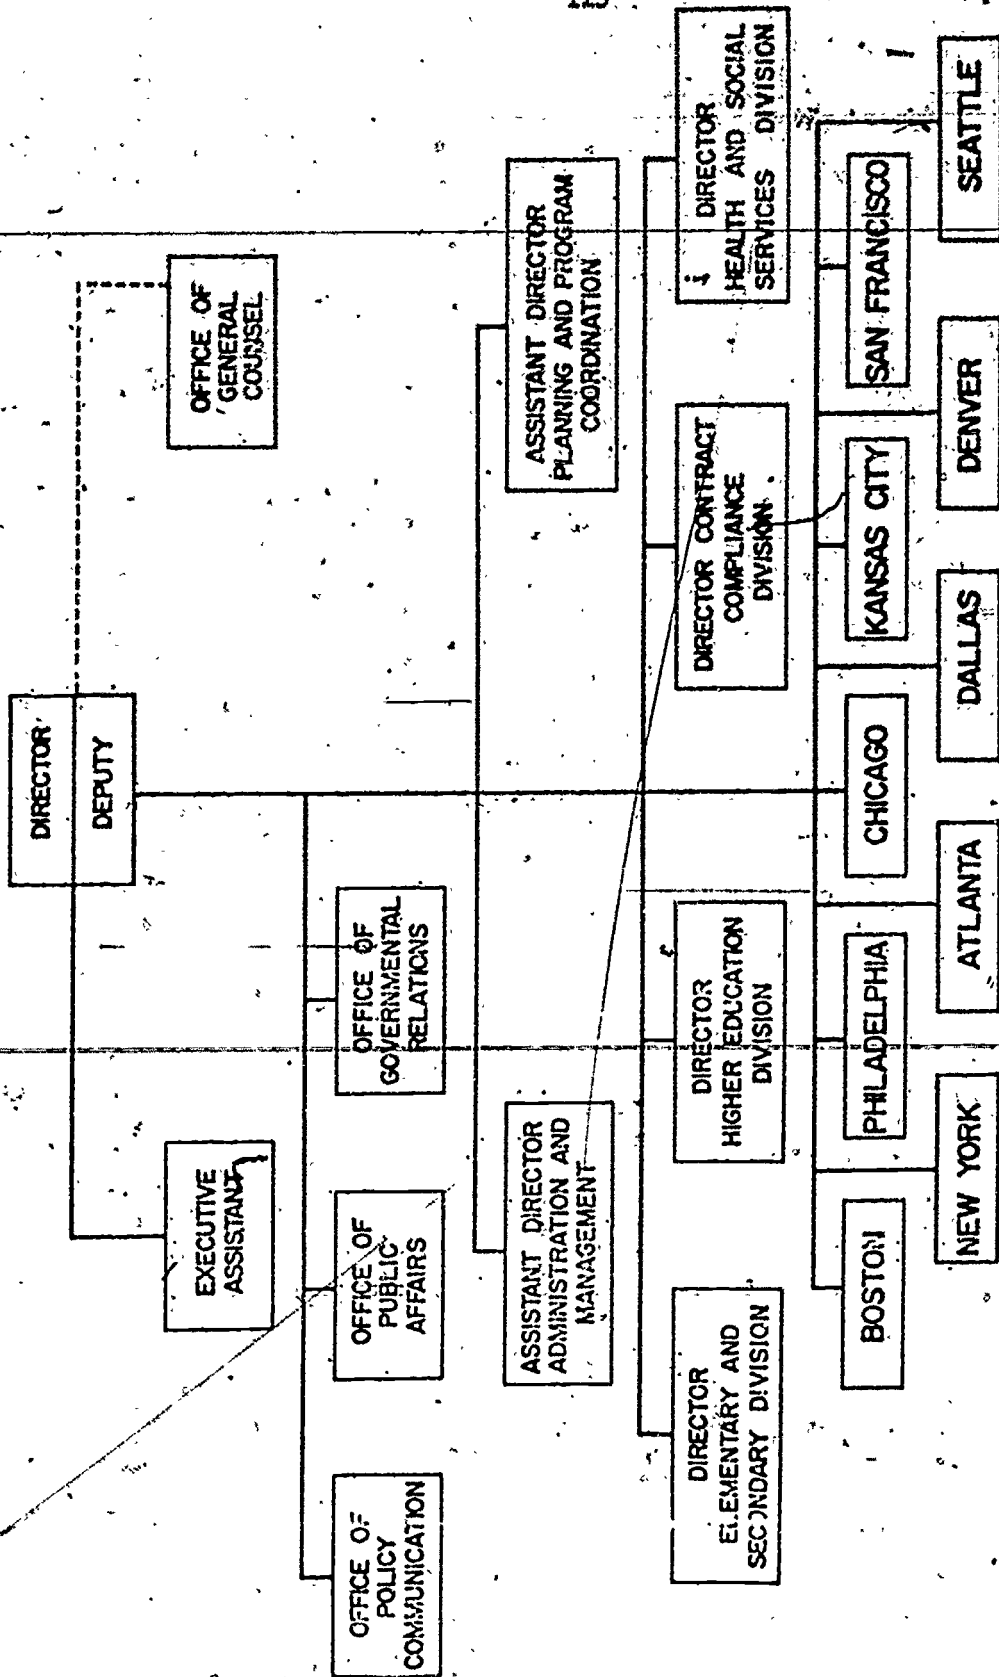 DIRECTOR
DEPUTY
EXECUTIVE
ASSISTANT
OFFICE OF
GENERAL
COUNSEL
OFFICE OF
POLICY
COMMUNICATION
OFFICE OF
PUBLIC
AFFAIRS
OFFICE OF
GOVERNMENTAL
RELATIONS
ASSISTANT DIRECTOR
ADMINISTRATION AND
MANAGEMENT
ASSISTANT DIRECTOR
PLANNING AND PROGRAM
COORDINATION
DIRECTOR
ELEMENTARY AND
SECONDARY DIVISION
DIRECTOR
HIGHER EDUCATION
DIVISION
DIRECTOR CONTRACT
COMPLIANCE
DIVISION
DIRECTOR
HEALTH AND SOCIAL
SERVICES DIVISION
BOSTON
PHILADELPHIA
CHICAGO
KANSAS CITY
SAN FRANCISCO
NEW YORK
ATLANTA
DALLAS
DENVER
SEATTLE